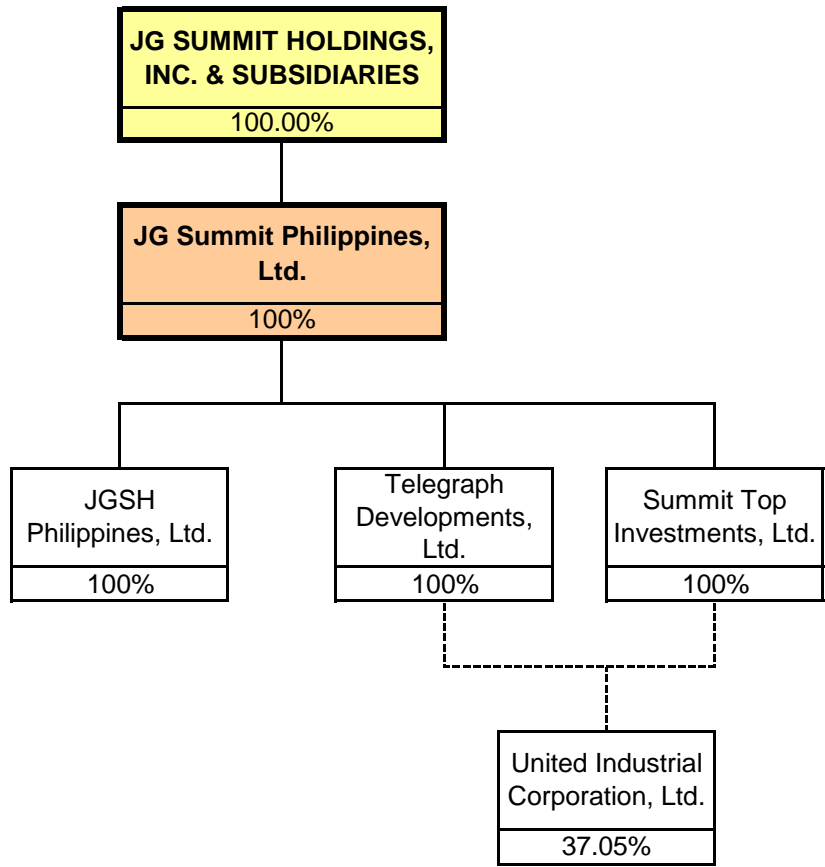 JG SUMMIT HOLDINGS,
INC. & SUBSIDIARIES
100.00%
JG Summit Philippines,
Ltd.
100%
JGSH
Philippines, Ltd.
100%
Telegraph
Developments,
Ltd.
100%
Summit Top
Investments, Ltd.
100%
United Industrial
Corporation, Ltd.
37.05%